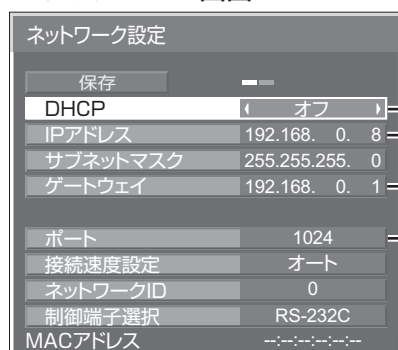 ネットワーク設定
保存
DHCP オフ
IPアドレス 192.168. 0. 8
サブネットマスク 255.255.255. 0
ゲートウェイ 192.168. 0. 1
ポート 1024
接続速度設定 オート
ネットワークID 0
制御端子選択 RS-232C
MACアドレス --:--:--:--:--:--